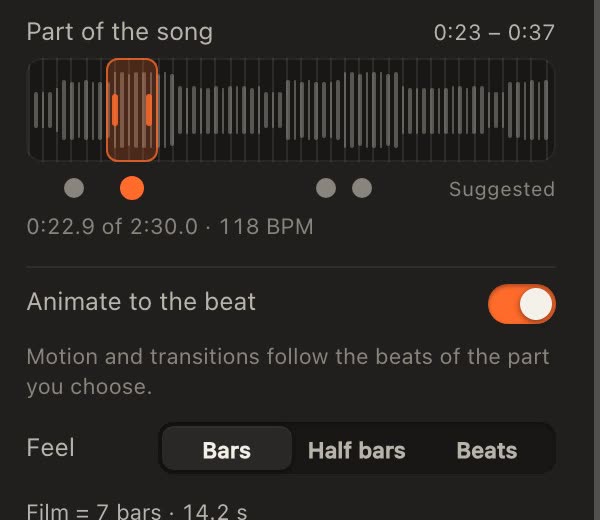 Part of the song 0:23 – 0:37
Suggested
0:22.9 of 2:30.0 · 118 BPM
Animate to the beat
Motion and transitions follow the beats of the part
you choose.
Feel Bars Half bars Beats
Film = 7 bars · 14.2 s